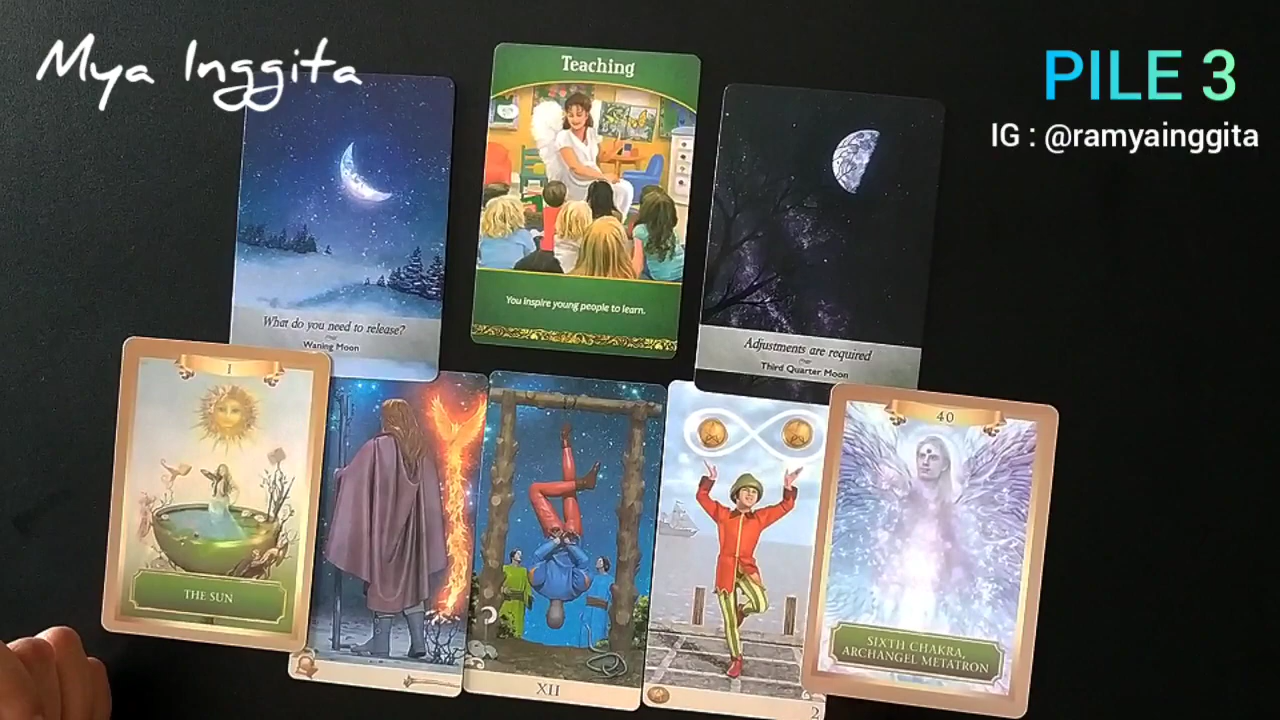 Mya Inggita
PILE 3
IG : @ramyainggita
Teaching
You inspire young people to learn.
What do you need to release?
Waning Moon
Adjustments are required
Third Quarter Moon
1
THE SUN
XII
2
40
SIXTH CHAKRA,
ARCHANGEL METATRON